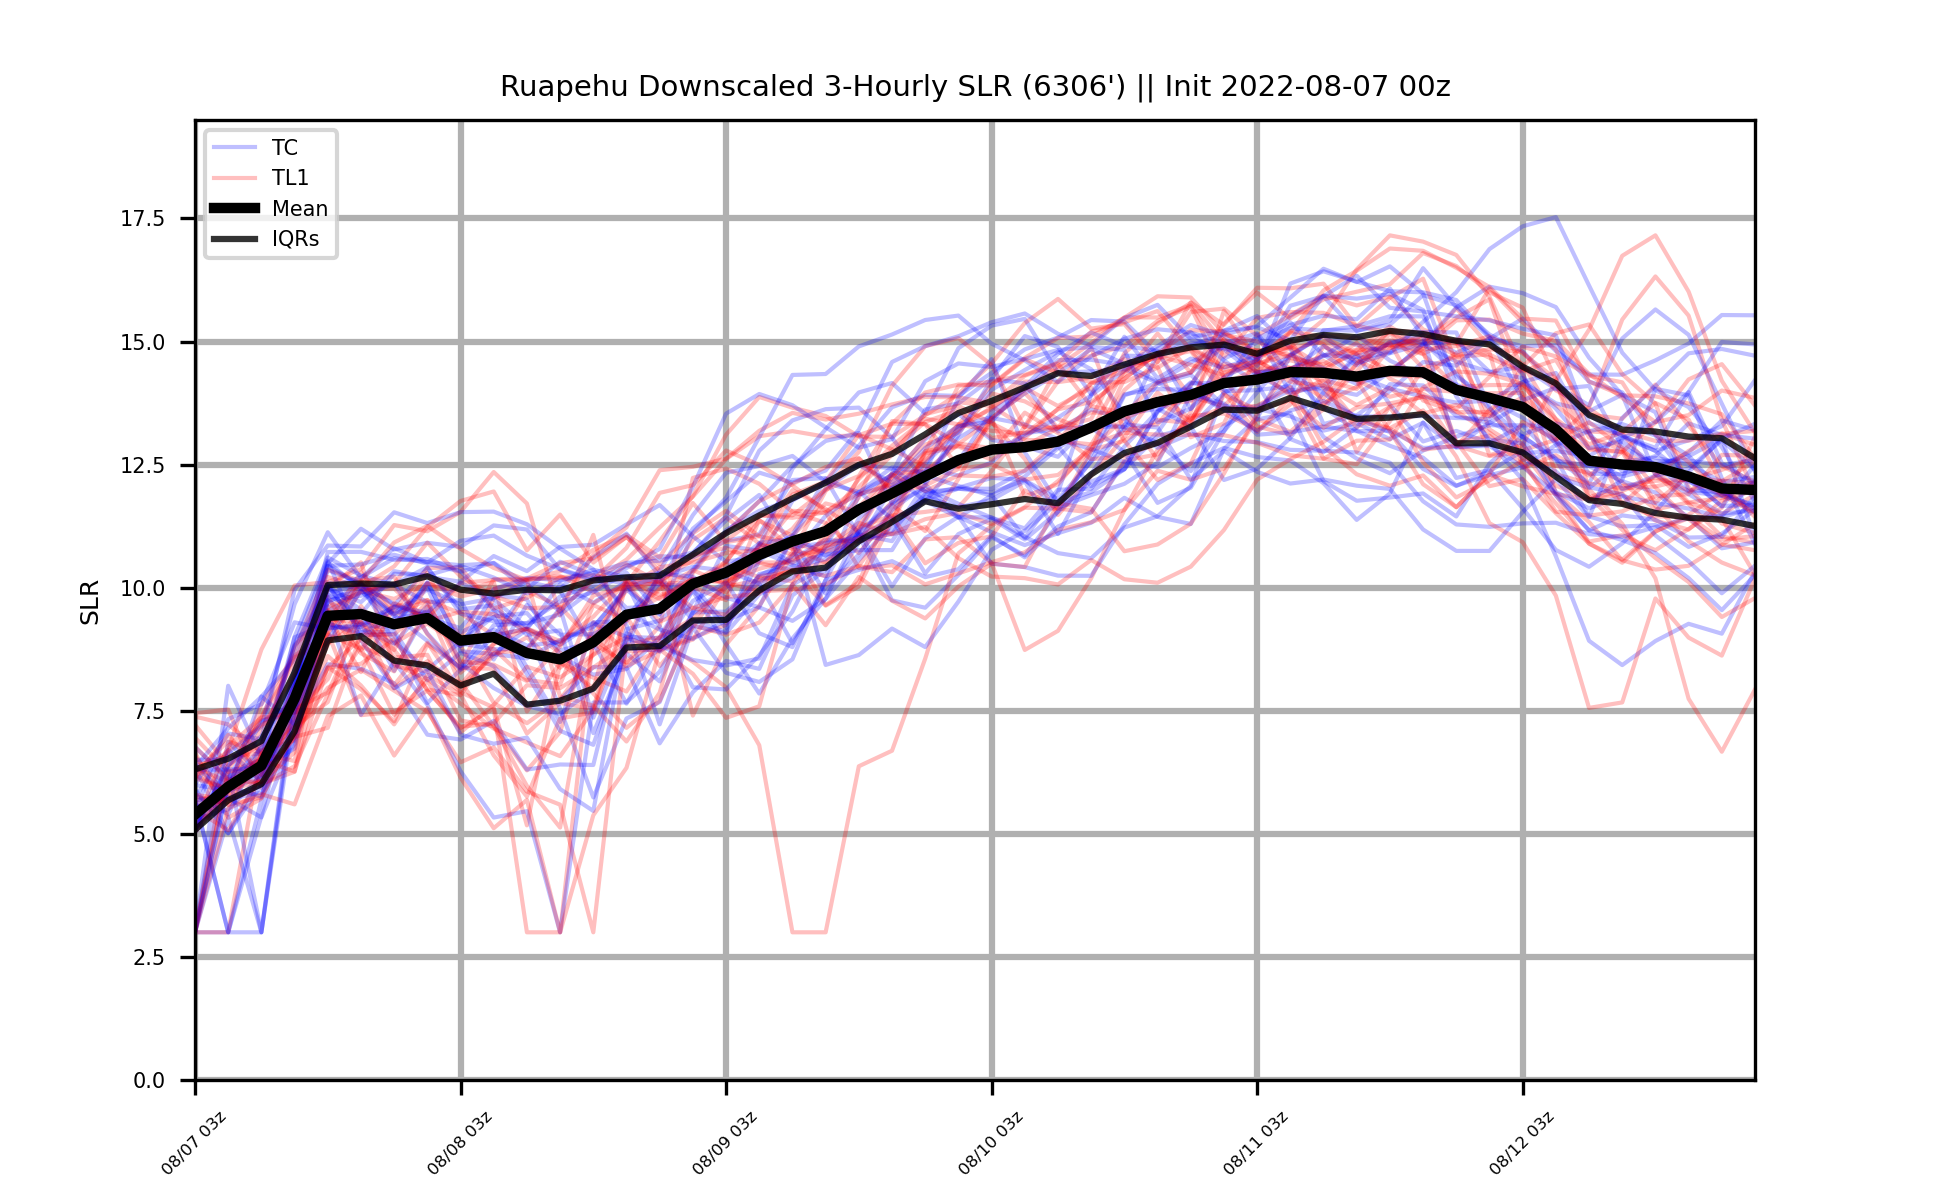 Ruapehu Downscaled 3-Hourly SLR (6306') || Init 2022-08-07 00z
TC
TL1
Mean
IQRs
17.5
15.0
12.5
10.0
7.5
5.0
2.5
0.0
SLR
08/07 03z
08/08 03z
08/09 03z
08/10 03z
08/11 03z
08/12 03z